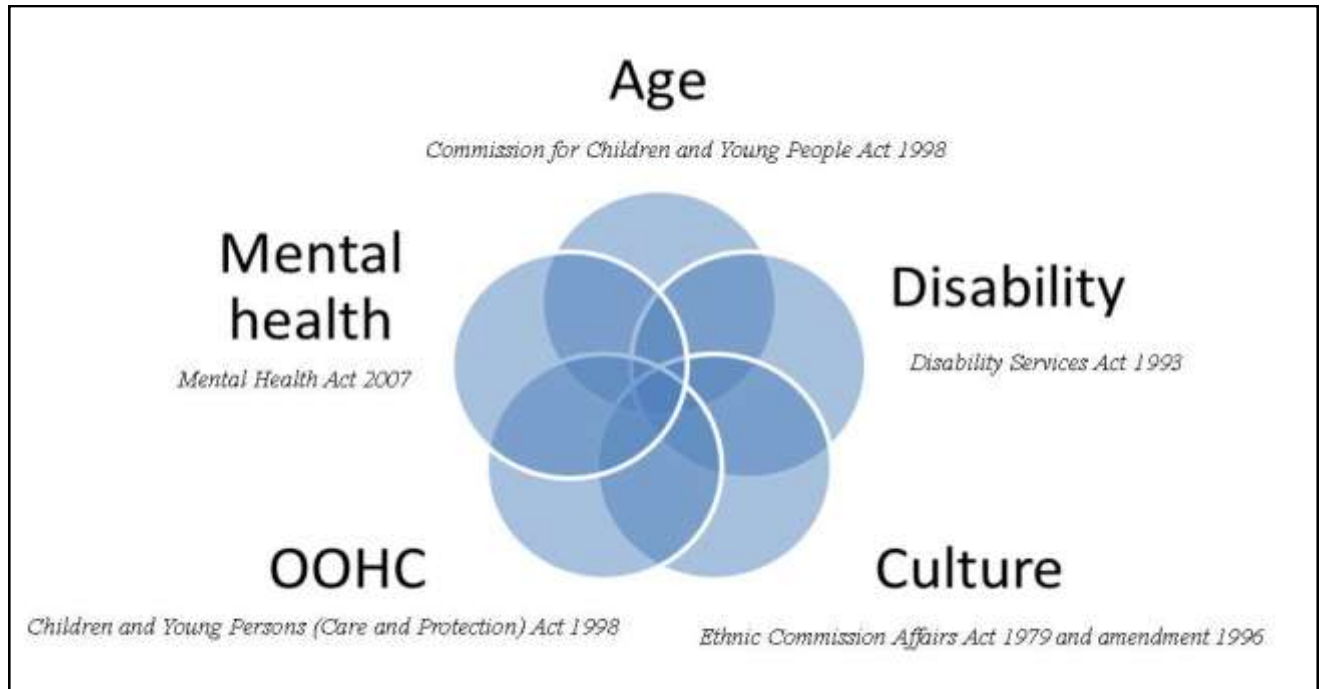 Age
Commission for Children and Young People Act 1998
Mental
health
Mental Health Act 2007
Disability
Disability Services Act 1993
OOHC
Children and Young Persons (Care and Protection) Act 1998
Culture
Ethnic Commission Affairs Act 1979 and amendment 1996